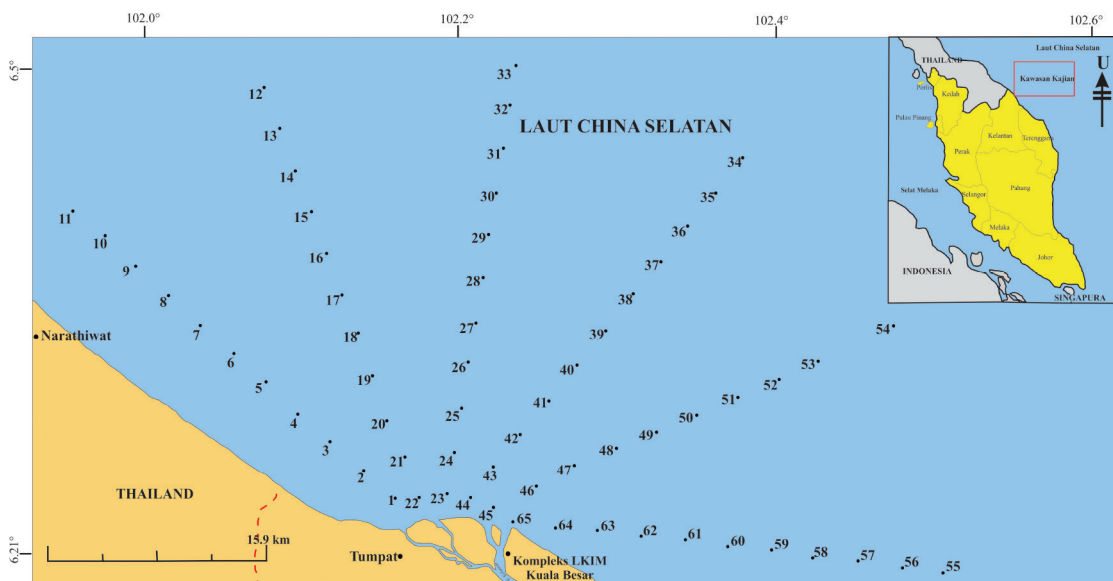 102.0°
102.2°
102.4°
102.6°
6.5°
6.21°
33
12
32
13
LAUT CHINA SELATAN
31
34
14
30
35
11
15
36
10
29
16
9
37
28
8
17
38
7
27
54
18
39
Narathiwat
6
26
53
40
5
19
52
41
51
4
25
20
50
42
49
3
24
48
21
43
47
2
46
THAILAND
1
22
23
44
45
65
64
63
62
61
60
59
58
57
56
55
15.9 km
Tumpat
Kompleks LKIM
Kuala Besar
Laut China Selatan
THAILAND
U
Kawasan Kajian
Perlis
Kedah
Pulau Pinang
Kelantan
Terengganu
Perak
Selat Melaka
Pahang
Selangor
Melaka
Johor
INDONESIA
SINGAPURA